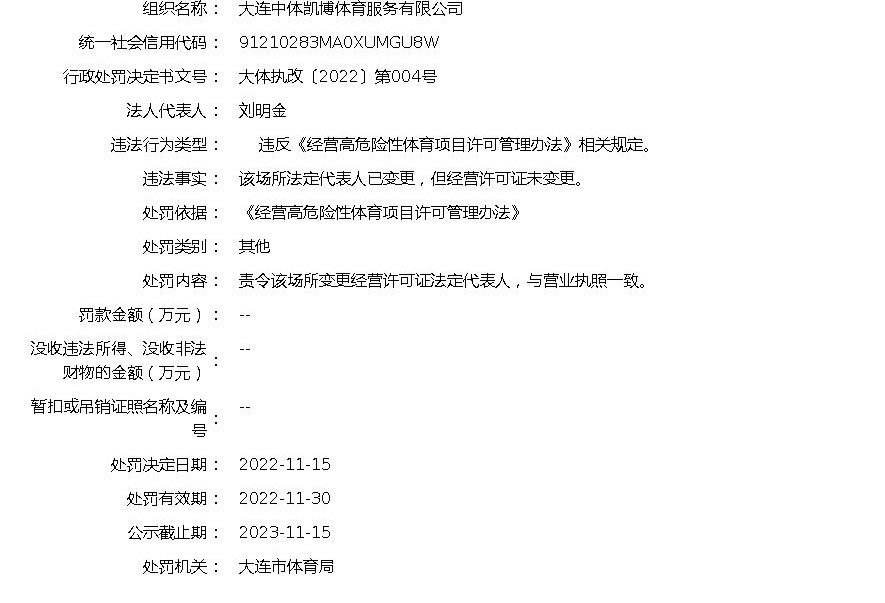 组织名称： 大连中体凯博体育服务有限公司
统一社会信用代码： 91210283MA0XUMGU8W
行政处罚决定书文号： 大体执改〔2022〕第004号
法人代表人： 刘明金
违法行为类型： 违反《经营高危险性体育项目许可管理办法》相关规定。
违法事实： 该场所法定代表人已变更，但经营许可证未变更。
处罚依据： 《经营高危险性体育项目许可管理办法》
处罚类别： 其他
处罚内容： 责令该场所变更经营许可证法定代表人，与营业执照一致。
罚款金额（万元）： --
没收违法所得、没收非法 --
财物的金额（万元）：
暂扣或吊销证照名称及编 --
号：
处罚决定日期： 2022-11-15
处罚有效期： 2022-11-30
公示截止期： 2023-11-15
处罚机关： 大连市体育局